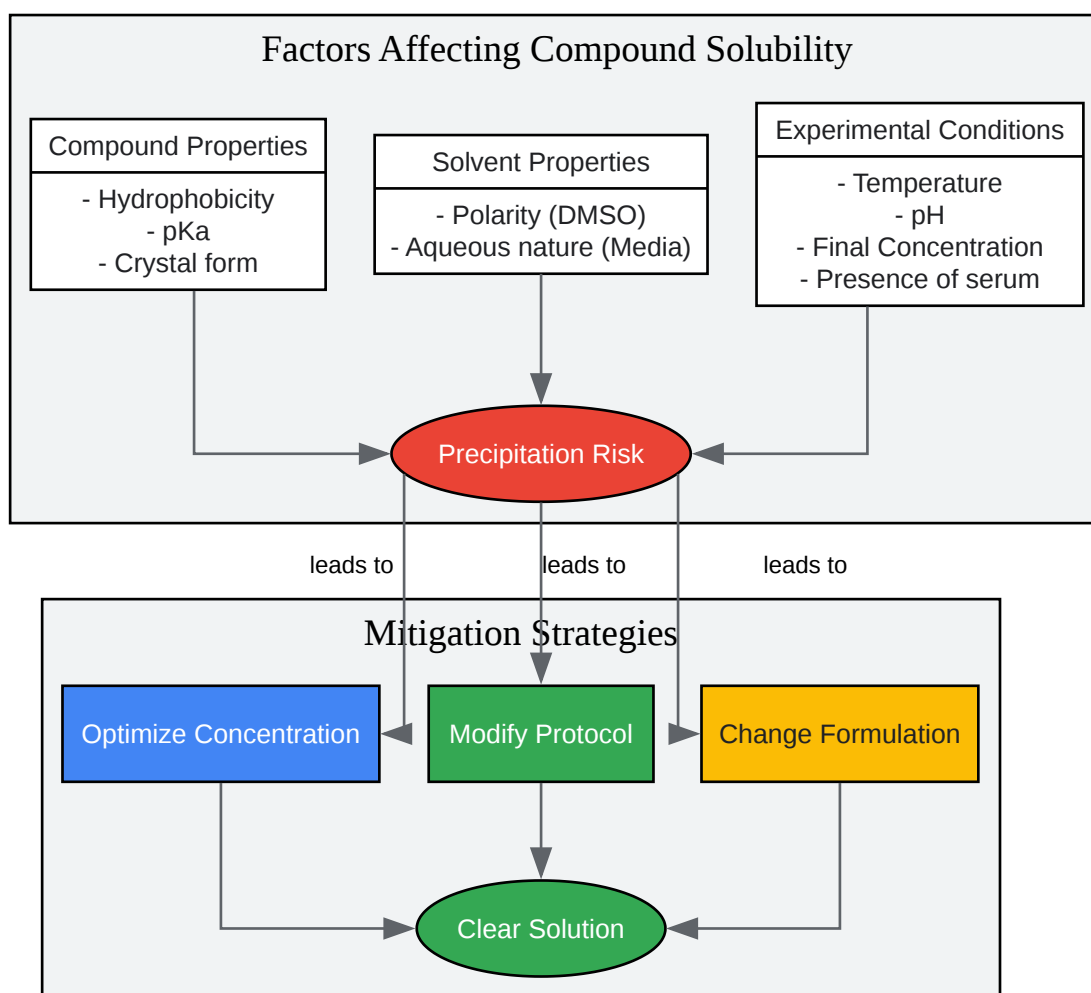 Factors Affecting Compound Solubility
Compound Properties
- Hydrophobicity
- pKa
- Crystal form
Solvent Properties
- Polarity (DMSO)
- Aqueous nature (Media)
Experimental Conditions
- Temperature
- pH
- Final Concentration
- Presence of serum
Precipitation Risk
leads to
leads to
leads to
Mitigation Strategies
Optimize Concentration
Modify Protocol
Change Formulation
Clear Solution